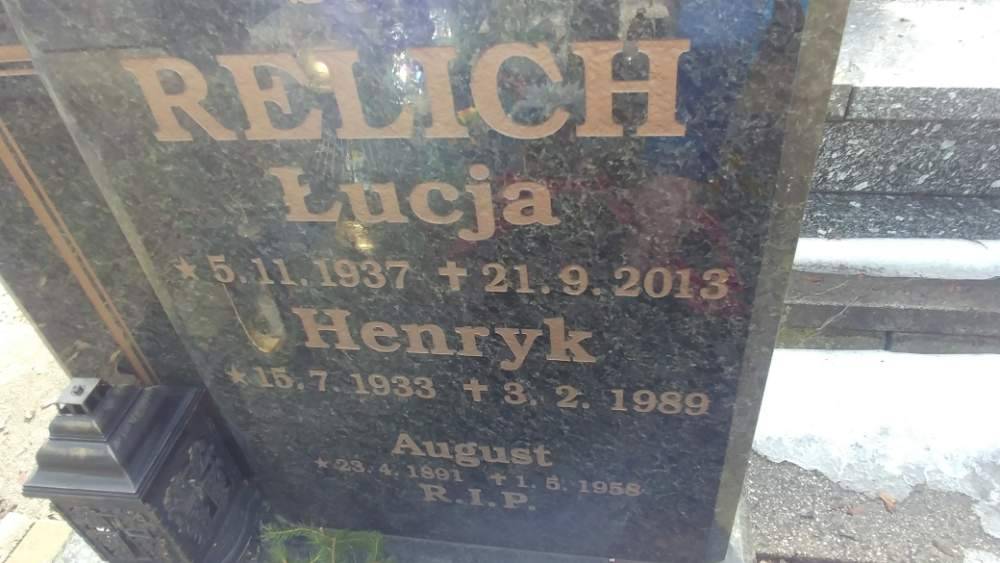 RELICH
Łucja
★ 5. 11. 1937 ✝ 21. 9. 2013
Henryk
★ 15. 7. 1933 ✝ 3. 2. 1989
August
★ 23. 4. 1891 ✝ 1. 5. 1958
R.I.P.